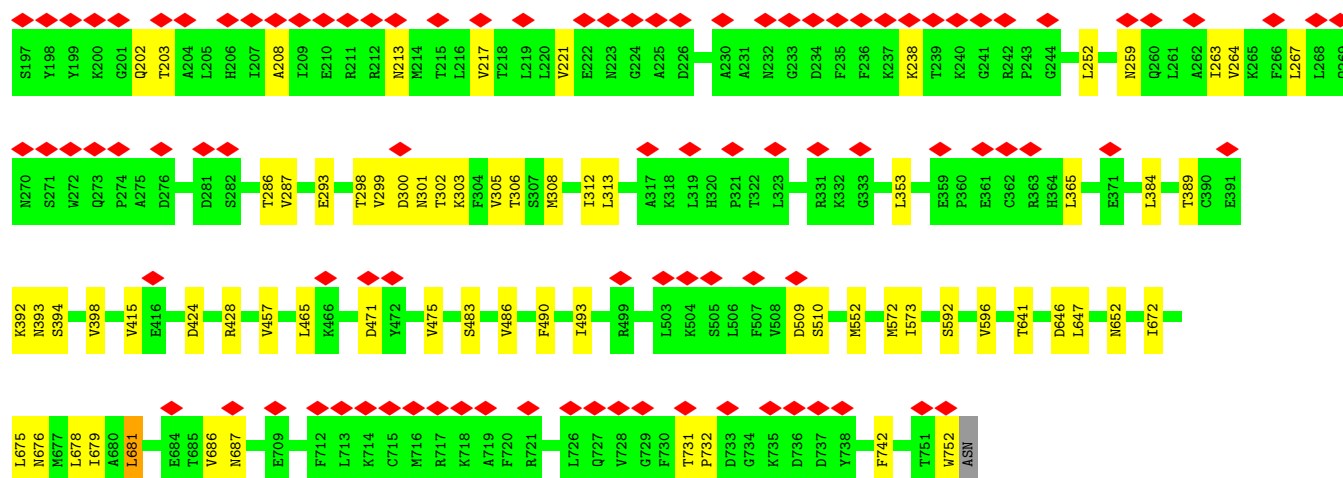 S197 Y198 Y199 K200 G201 Q202 T203 A204 L205 H206 I207 A208 I209 E210 R211 R212 N213 M214 T215 L216 V217 T218 L219 L220 V221 E222 N223 G224 A225 D226 A230 A231 N232 G233 D234 F235 F236 K237 K238 T239 K240 G241 R242 P243 G244 L252 N259 Q260 L261 A262 I263 V264 K265 F266 L267 L268
N270 S271 W272 Q273 P274 A275 D276 D281 S282 T286 V287 E293 T298 V299 D300 N301 T302 K303 F304 V305 T306 S307 M308 I312 L313 A317 K318 L319 H320 P321 T322 L323 R331 K332 G333 L353 E359 P360 E361 C362 R363 H364 L365 E371 L384 T389 C390 E391
K392 N393 S394 V398 V415 E416 D424 R428 V457 L465 K466 D471 Y472 V475 S483 V486 F490 I493 R499 L503 K504 S505 L506 F507 V508 D509 S510 M552 M572 I573 S592 V596 T641 D646 L647 N652 I672
L675 N676 M677 L678 I679 A680 L681 E684 T685 V686 N687 E709 F712 L713 K714 C715 M716 R717 K718 A719 F720 R721 L726 Q727 V728 G729 F730 T731 P732 D733 G734 K735 D736 D737 Y738 F742 T751 W752 ASN